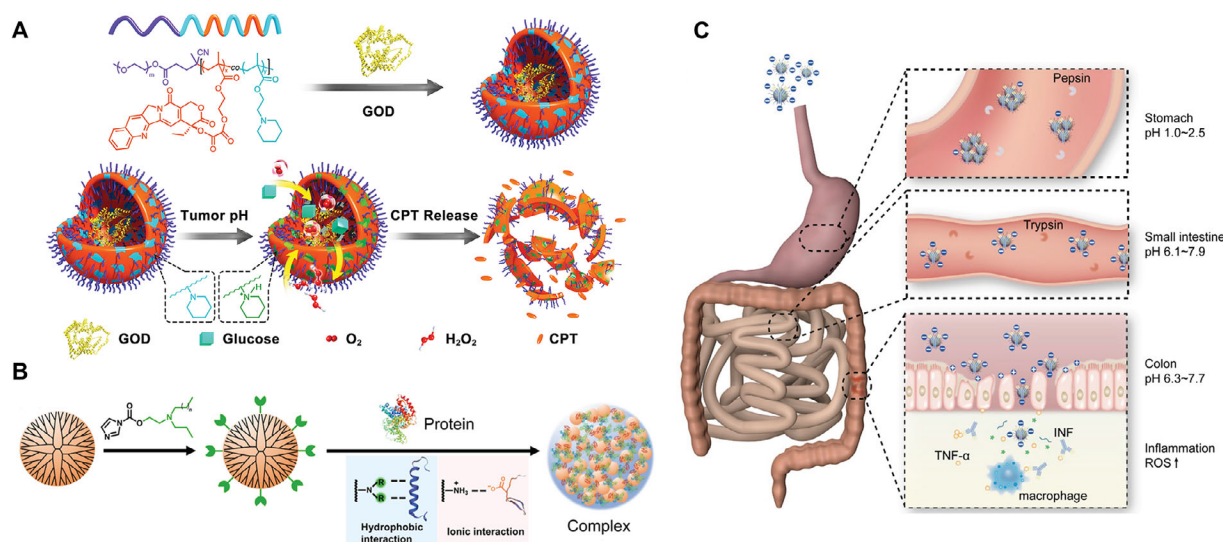 A
CN
co
m
n
GOD
Tumor pH
CPT Release
H
GOD
Glucose
O₂
H₂O₂
CPT
B
Protein
Hydrophobic
interaction
Ionic interaction
Complex
C
Pepsin
Stomach
pH 1.0~2.5
Trypsin
Small intestine
pH 6.1~7.9
Colon
pH 6.3~7.7
TNF-α
INF
macrophage
Inflammation
ROS↑